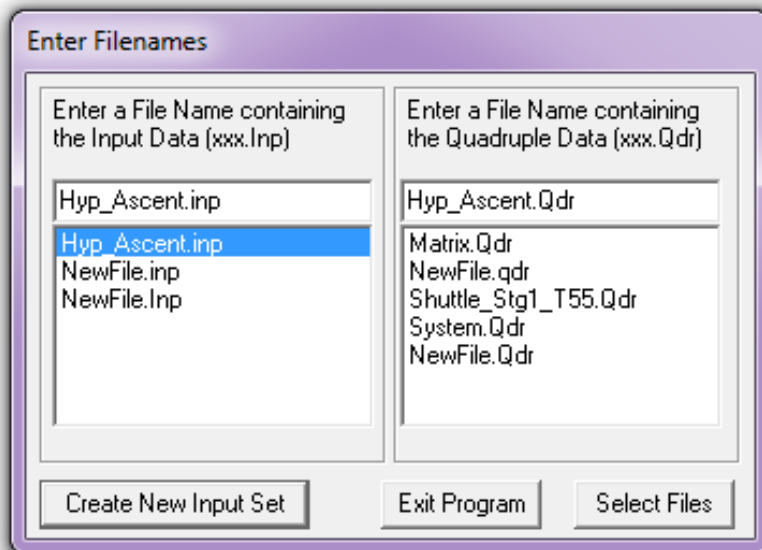 Enter Filenames
Enter a File Name containing
the Input Data (xxx.Inp)
Hyp_Ascent.inp
Hyp_Ascent.inp
NewFile.inp
NewFile.Inp
Enter a File Name containing
the Quadruple Data (xxx.Qdr)
Hyp_Ascent.Qdr
Matrix.Qdr
NewFile.qdr
Shuttle_Stg1_T55.Qdr
System.Qdr
NewFile.Qdr
Create New Input Set
Exit Program
Select Files